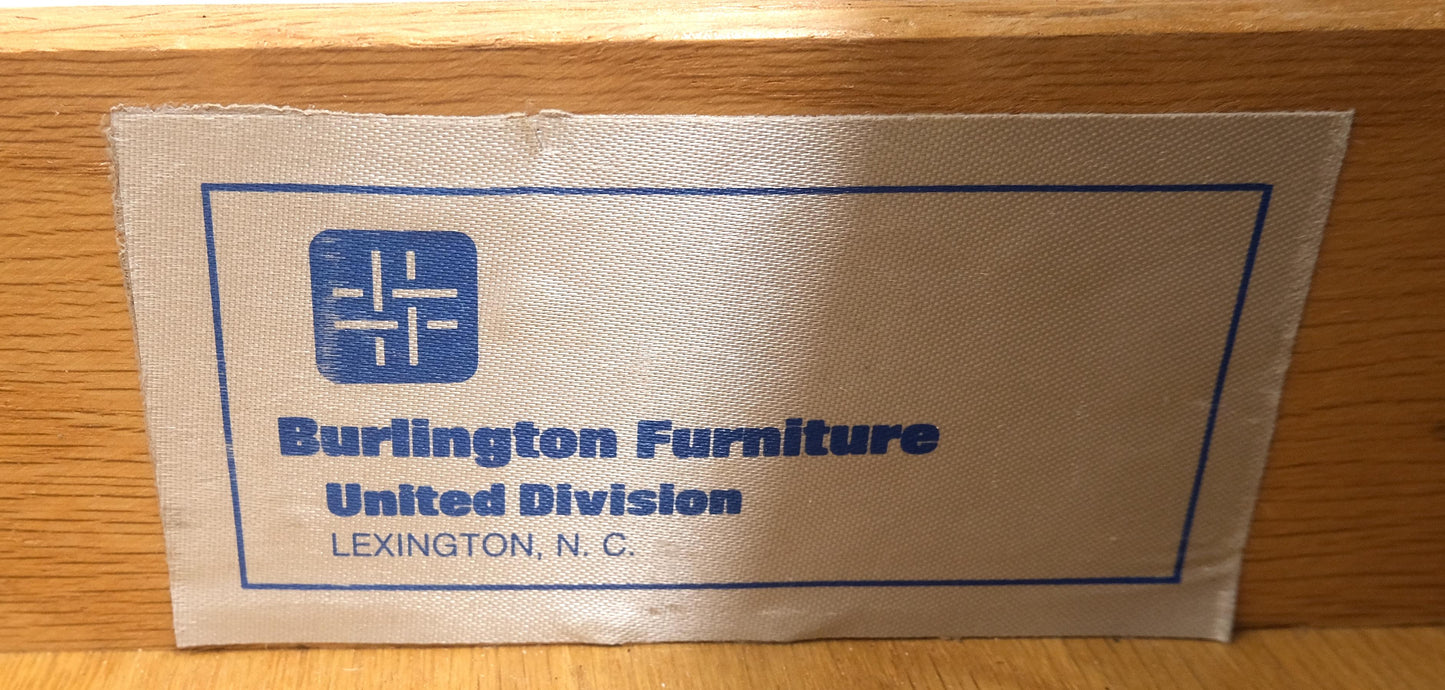 Burlington Furniture
United Division
LEXINGTON, N. C.